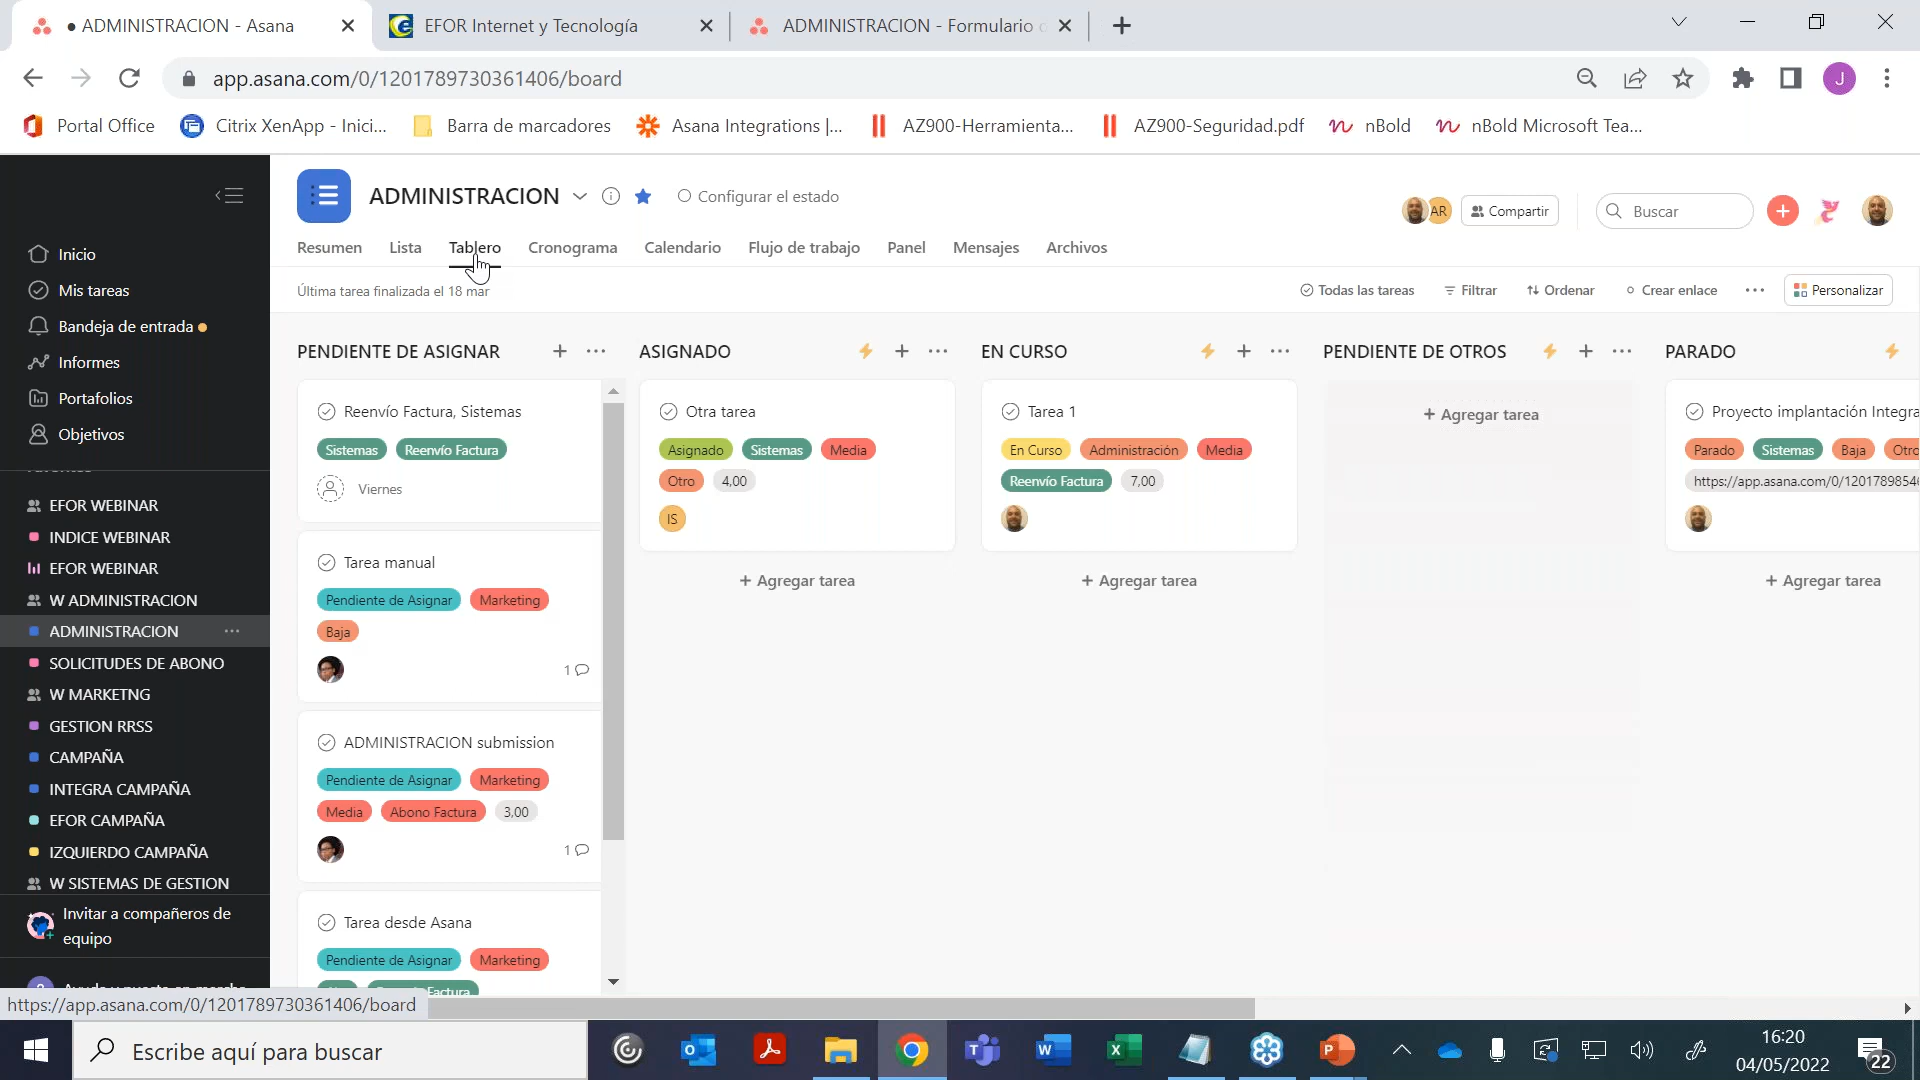 • ADMINISTRACION - Asana
EFOR Internet y Tecnología
ADMINISTRACION - Formulario
app.asana.com/0/1201789730361406/board
J
Portal Office
Citrix XenApp - Inici...
Barra de marcadores
Asana Integrations |...
AZ900-Herramienta...
AZ900-Seguridad.pdf
nBold
nBold Microsoft Tea...
ADMINISTRACION
Configurar el estado
AR
Compartir
Buscar
Resumen
Lista
Tablero
Cronograma
Calendario
Flujo de trabajo
Panel
Mensajes
Archivos
Última tarea finalizada el 18 mar
Todas las tareas
Filtrar
Ordenar
Crear enlace
Personalizar
Inicio
Mis tareas
Bandeja de entrada
Informes
Portafolios
Objetivos
EFOR WEBINAR
INDICE WEBINAR
EFOR WEBINAR
W ADMINISTRACION
ADMINISTRACION
SOLICITUDES DE ABONO
W MARKETNG
GESTION RRSS
CAMPAÑA
INTEGRA CAMPAÑA
EFOR CAMPAÑA
IZQUIERDO CAMPAÑA
W SISTEMAS DE GESTION
Invitar a compañeros de
equipo
PENDIENTE DE ASIGNAR
Reenvío Factura, Sistemas
Sistemas
Reenvío Factura
Viernes
Tarea manual
Pendiente de Asignar
Marketing
Baja
1
ADMINISTRACION submission
Pendiente de Asignar
Marketing
Media
Abono Factura
3,00
1
Tarea desde Asana
Pendiente de Asignar
Marketing
Factura
ASIGNADO
Otra tarea
Asignado
Sistemas
Media
Otro
4,00
IS
+ Agregar tarea
EN CURSO
Tarea 1
En Curso
Administración
Media
Reenvío Factura
7,00
+ Agregar tarea
PENDIENTE DE OTROS
+ Agregar tarea
PARADO
Proyecto implantación Integra
Parado
Sistemas
Baja
Otro
https://app.asana.com/0/120178985
+ Agregar tarea
https://app.asana.com/0/1201789730361406/board
Escribe aquí para buscar
16:20
04/05/2022
22